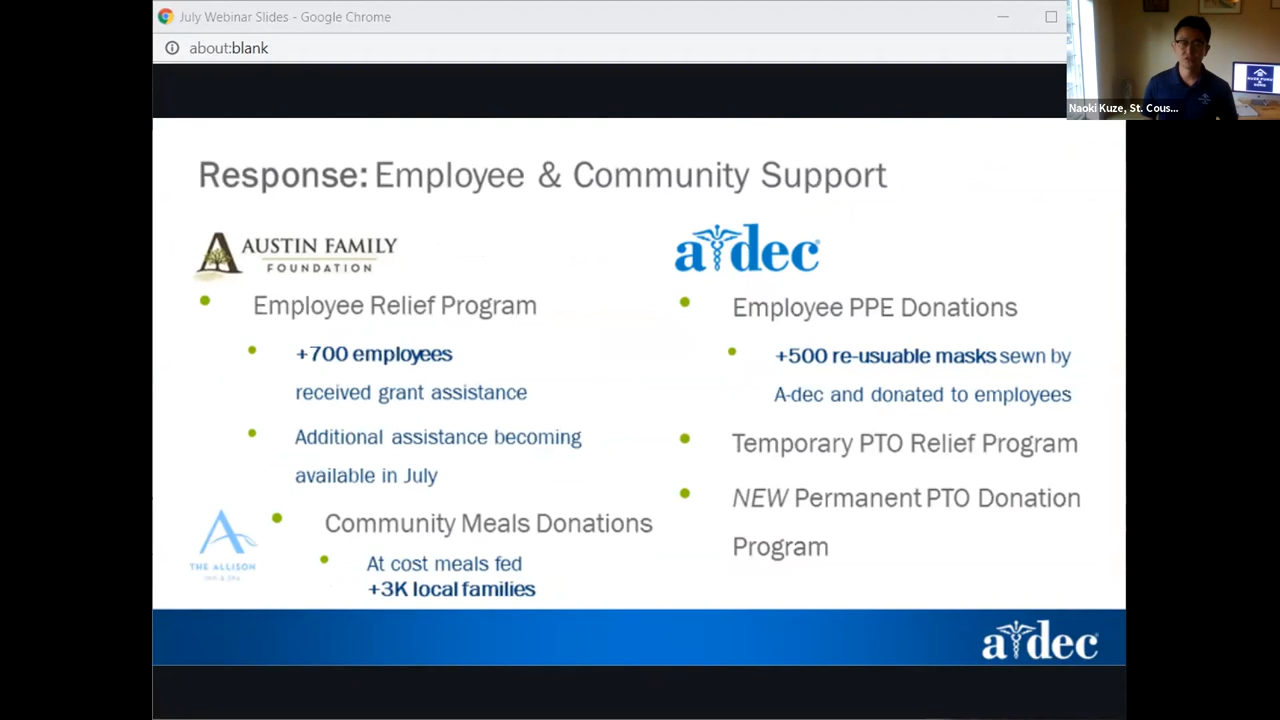 July Webinar Slides - Google Chrome
about:blank
Naoki Kuze, St. Cous...
Response: Employee & Community Support
AUSTIN FAMILY
FOUNDATION
Employee Relief Program
+700 employees
received grant assistance
Additional assistance becoming
available in July
THE ALLISON
INN & SPA
Community Meals Donations
At cost meals fed
+3K local families
a dec
Employee PPE Donations
+500 re-usuable masks sewn by
A-dec and donated to employees
Temporary PTO Relief Program
NEW Permanent PTO Donation
Program
a dec